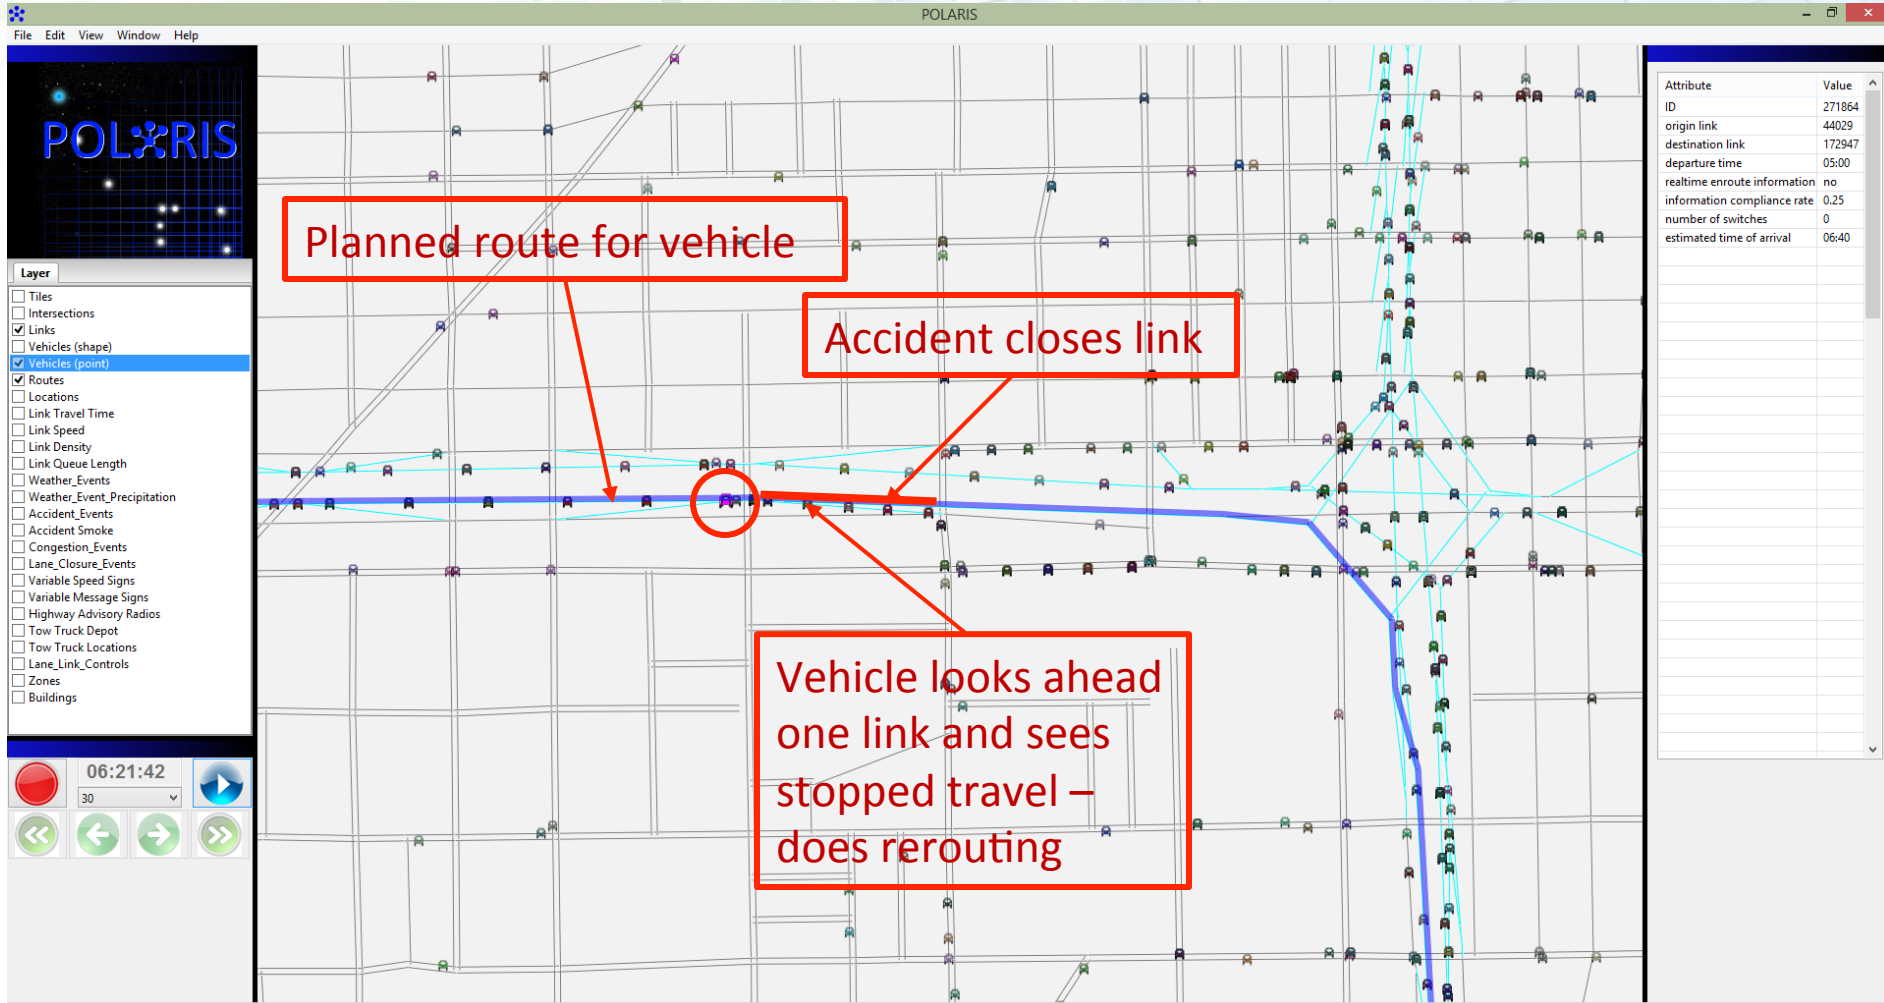 POLARIS
File Edit View Window Help
POLARIS
Layer
Tiles
Intersections
Links
Vehicles (shape)
Vehicles (point)
Routes
Locations
Link Travel Time
Link Speed
Link Density
Link Queue Length
Weather_Events
Weather_Event_Precipitation
Accident_Events
Accident Smoke
Congestion_Events
Lane_Closure_Events
Variable Speed Signs
Variable Message Signs
Highway Advisory Radios
Tow Truck Depot
Tow Truck Locations
Lane_Link_Controls
Zones
Buildings
06:21:42
30
Planned route for vehicle
Accident closes link
Vehicle looks ahead
one link and sees
stopped travel –
does rerouting
Attribute Value
ID 271864
origin link 44029
destination link 172947
departure time 05:00
realtime enroute information no
information compliance rate 0.25
number of switches 0
estimated time of arrival 06:40